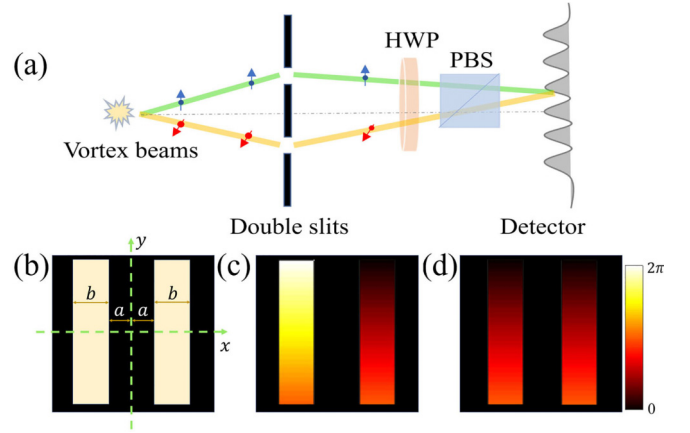 (a)
HWP
PBS
Vortex beams
Double slits
Detector
(b)
y
b
b
a
a
x
(c)
(d)
2π
0